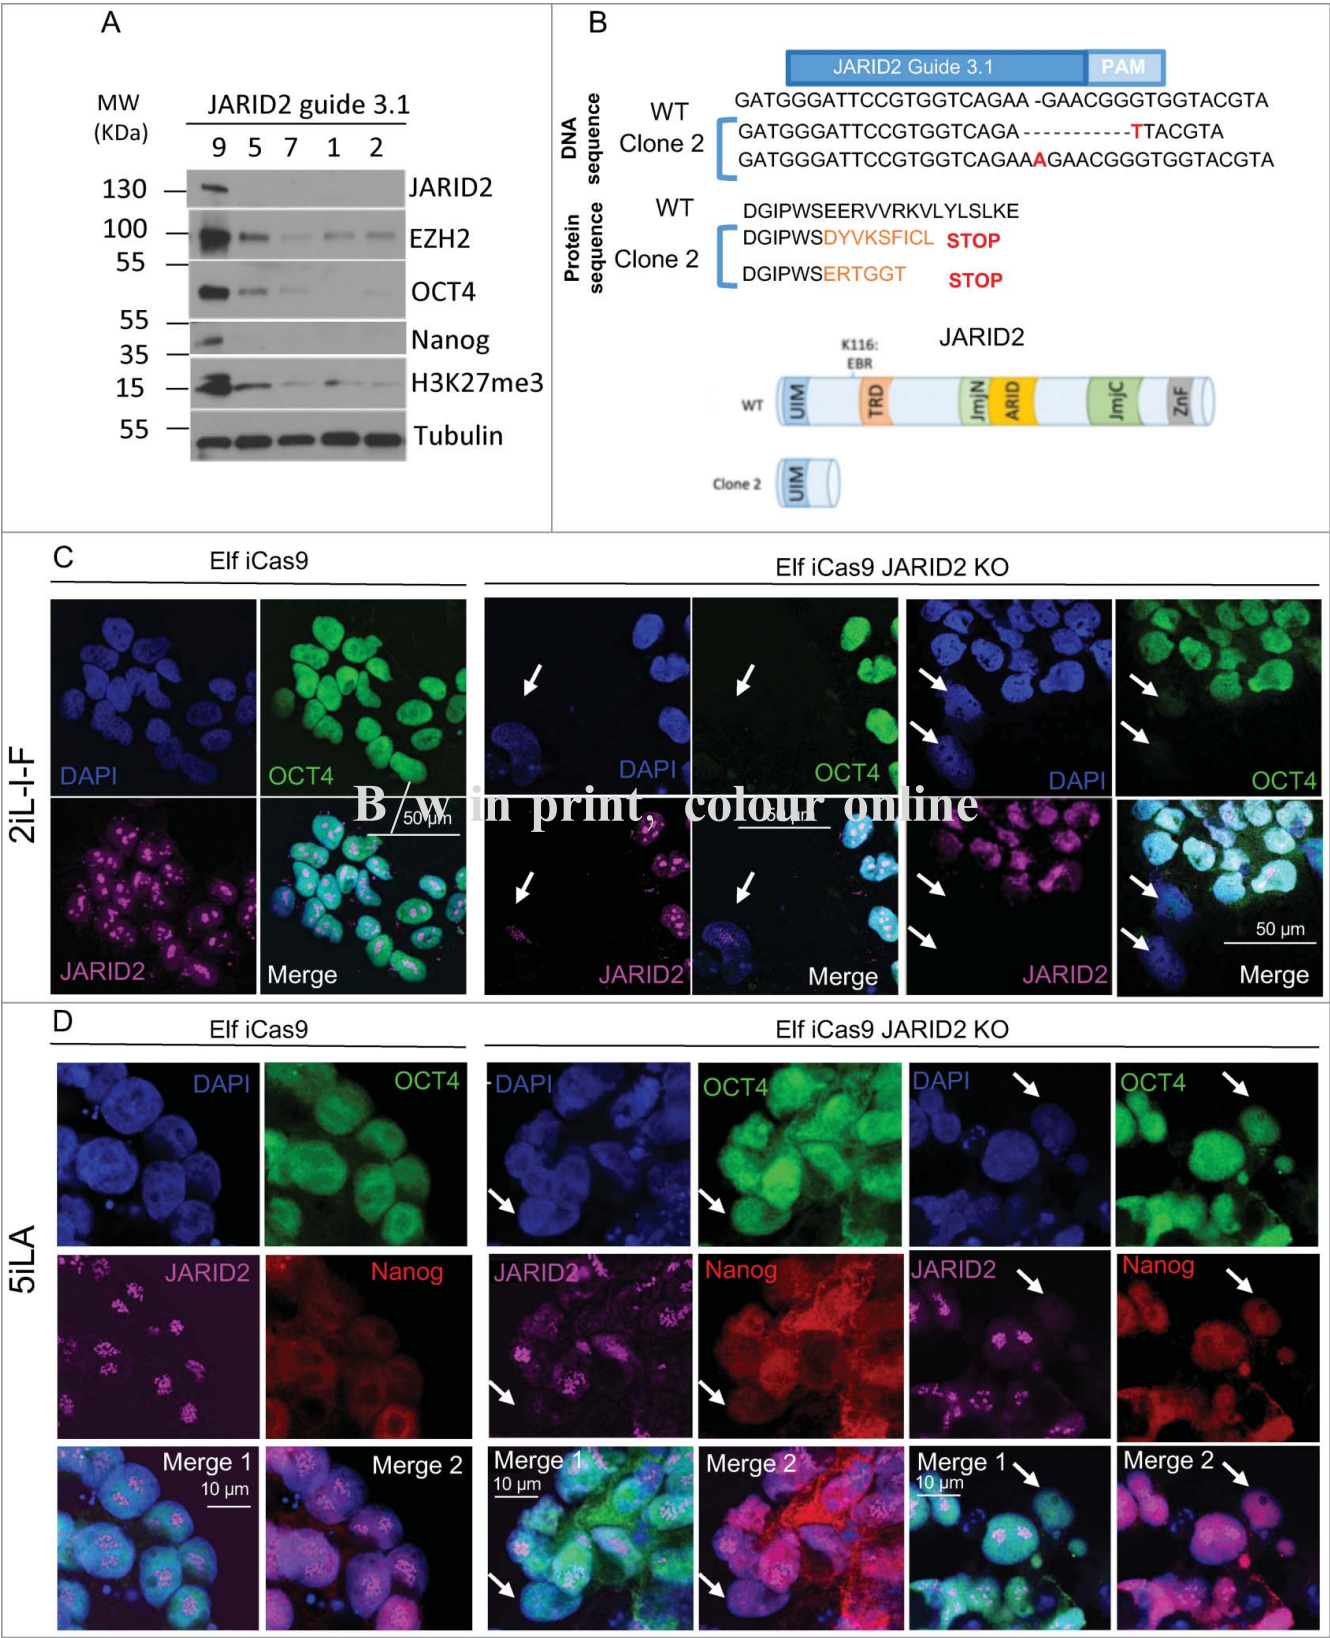 A
MW
(KDa)
JARID2 guide 3.1
9 5 7 1 2
130
JARID2
100
EZH2
55
OCT4
55
Nanog
35
H3K27me3
15
55
Tubulin
B
JARID2 Guide 3.1 PAM
DNA
sequence
WT
GATGGGATTCCGTGGTCAGAA -GAACGGGTGGTACGTA
Clone 2
GATGGGATTCCGTGGTCAGA -----------TTACGTA
GATGGGATTCCGTGGTCAGAAAGAACGGGTGGTACGTA
Protein
sequence
WT
DGIPWSEERVVRKVLYLSLKE
Clone 2
DGIPWSDYVKSFICL STOP
DGIPWSERTGGT STOP
JARID2
K116:
EBR
WT
UIM TRD JmjN ARID JmjC ZnF
Clone 2
UIM
C
Elf iCas9
Elf iCas9 JARID2 KO
2iL-I-F
DAPI OCT4 DAPI OCT4 DAPI OCT4
B/w in print, colour online
50 µm
50 µm
JARID2 Merge JARID2 Merge JARID2 Merge
D
Elf iCas9
Elf iCas9 JARID2 KO
5iLA
DAPI OCT4 DAPI OCT4 DAPI OCT4
JARID2 Nanog JARID2 Nanog JARID2 Nanog
Merge 1 Merge 2 Merge 1 Merge 2 Merge 1 Merge 2
10 µm 10 µm 10 µm